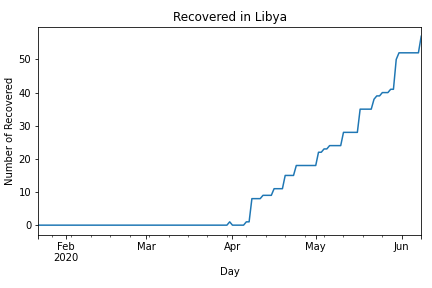 Recovered in Libya
Number of Recovered
50
40
30
20
10
0
Feb
2020
Mar
Apr
May
Jun
Day